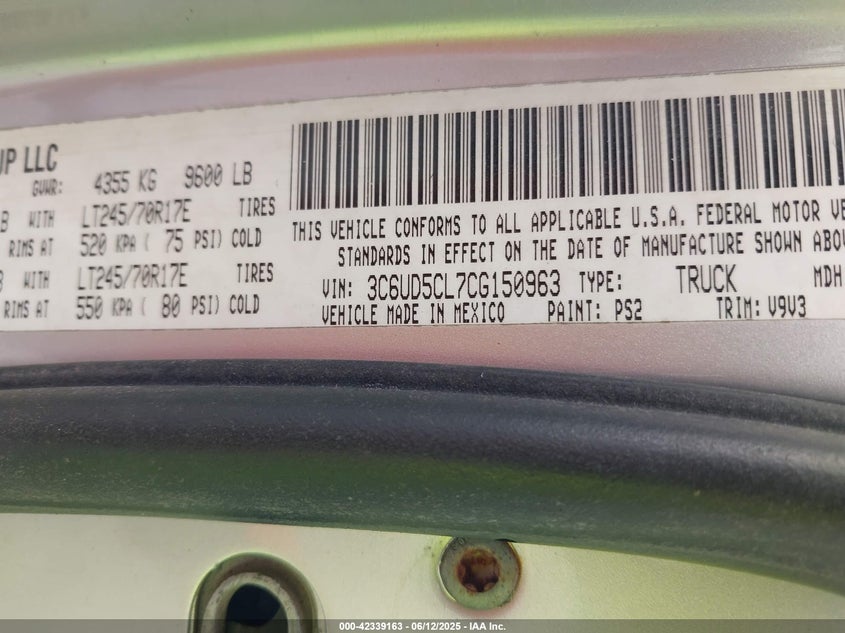 UP LLC
GVWR: 4355 KG 9600 LB
B WITH LT245/70R17E TIRES
RIMS AT 520 KPA ( 75 PSI) COLD
B WITH LT245/70R17E TIRES
RIMS AT 550 KPA ( 80 PSI) COLD
THIS VEHICLE CONFORMS TO ALL APPLICABLE U.S.A. FEDERAL MOTOR VE
STANDARDS IN EFFECT ON THE DATE OF MANUFACTURE SHOWN ABOV
VIN: 3C6UD5CL7CG150963 TYPE: TRUCK MDH
VEHICLE MADE IN MEXICO PAINT: PS2 TRIM: V9V3
000-42339163 - 06/12/2025 - IAA Inc.